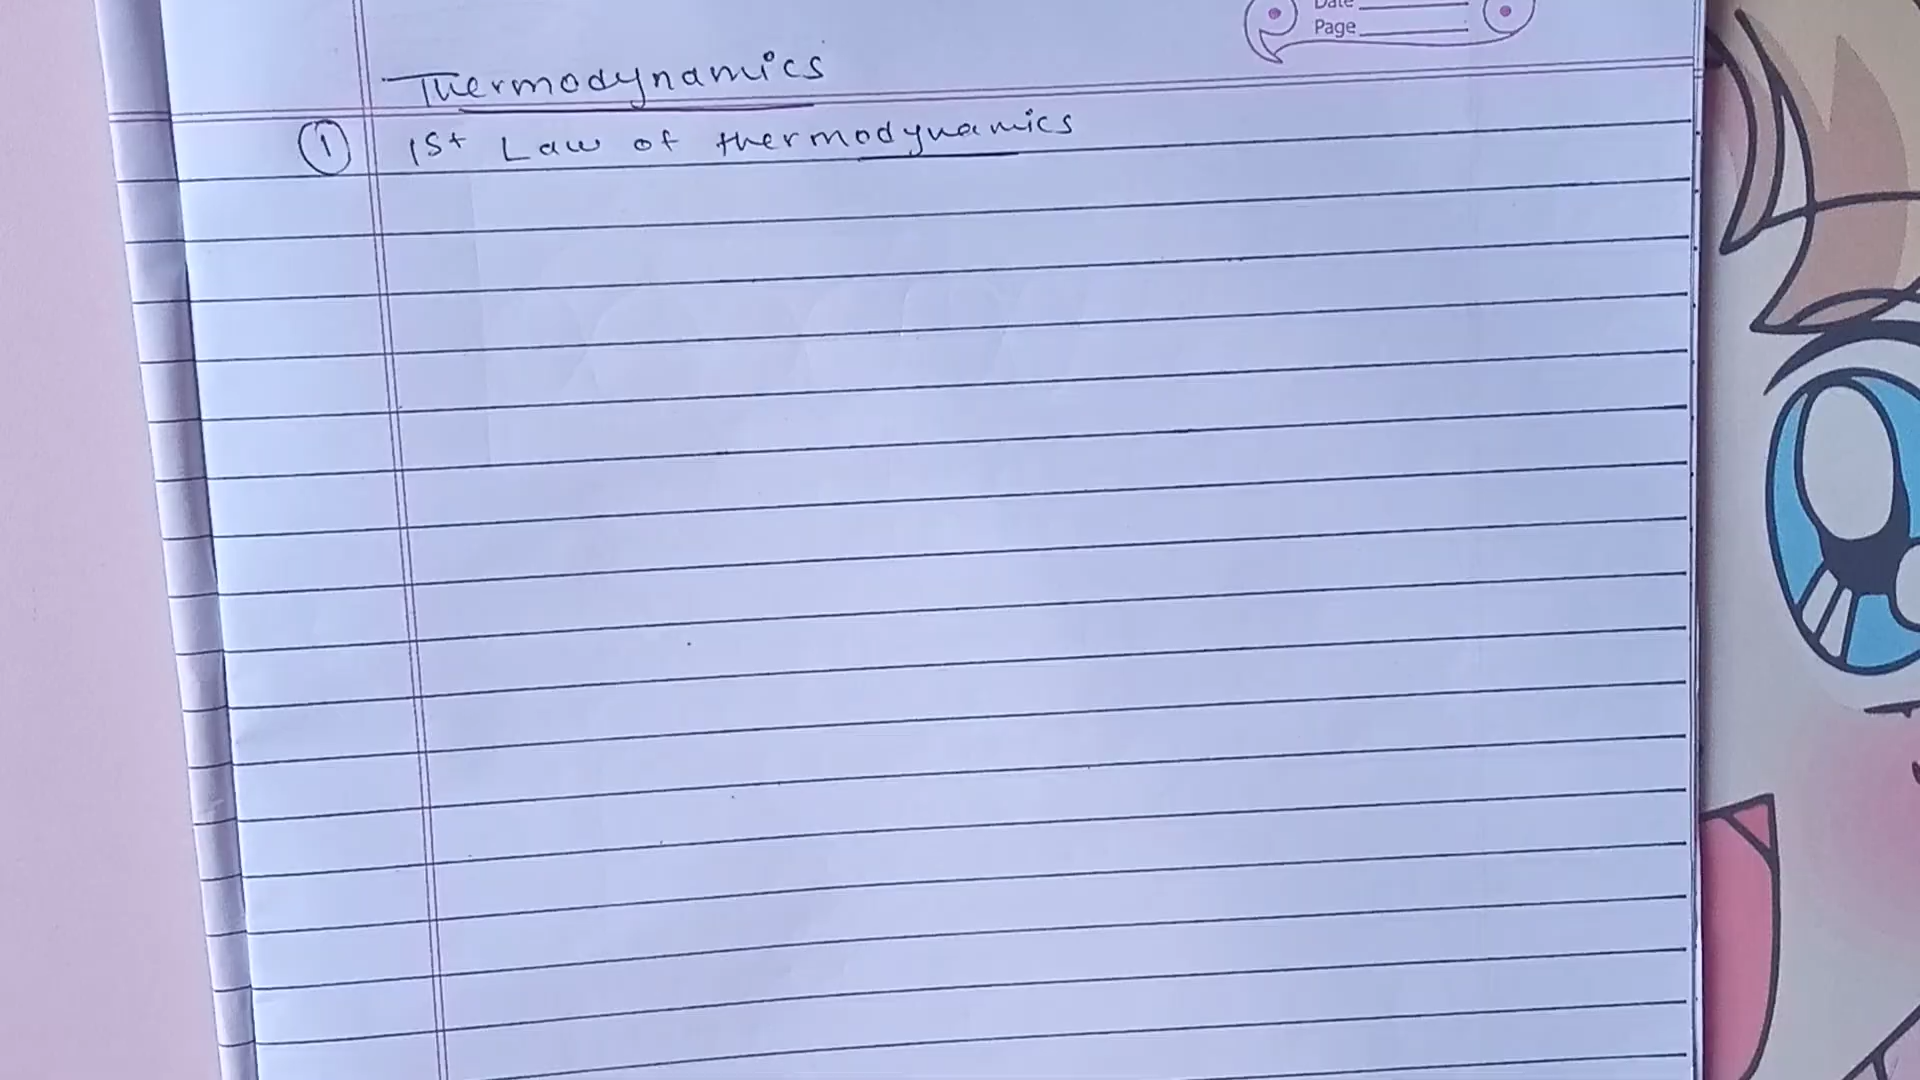 Date
Page
Thermodynamics
① 1st Law of thermodynamics